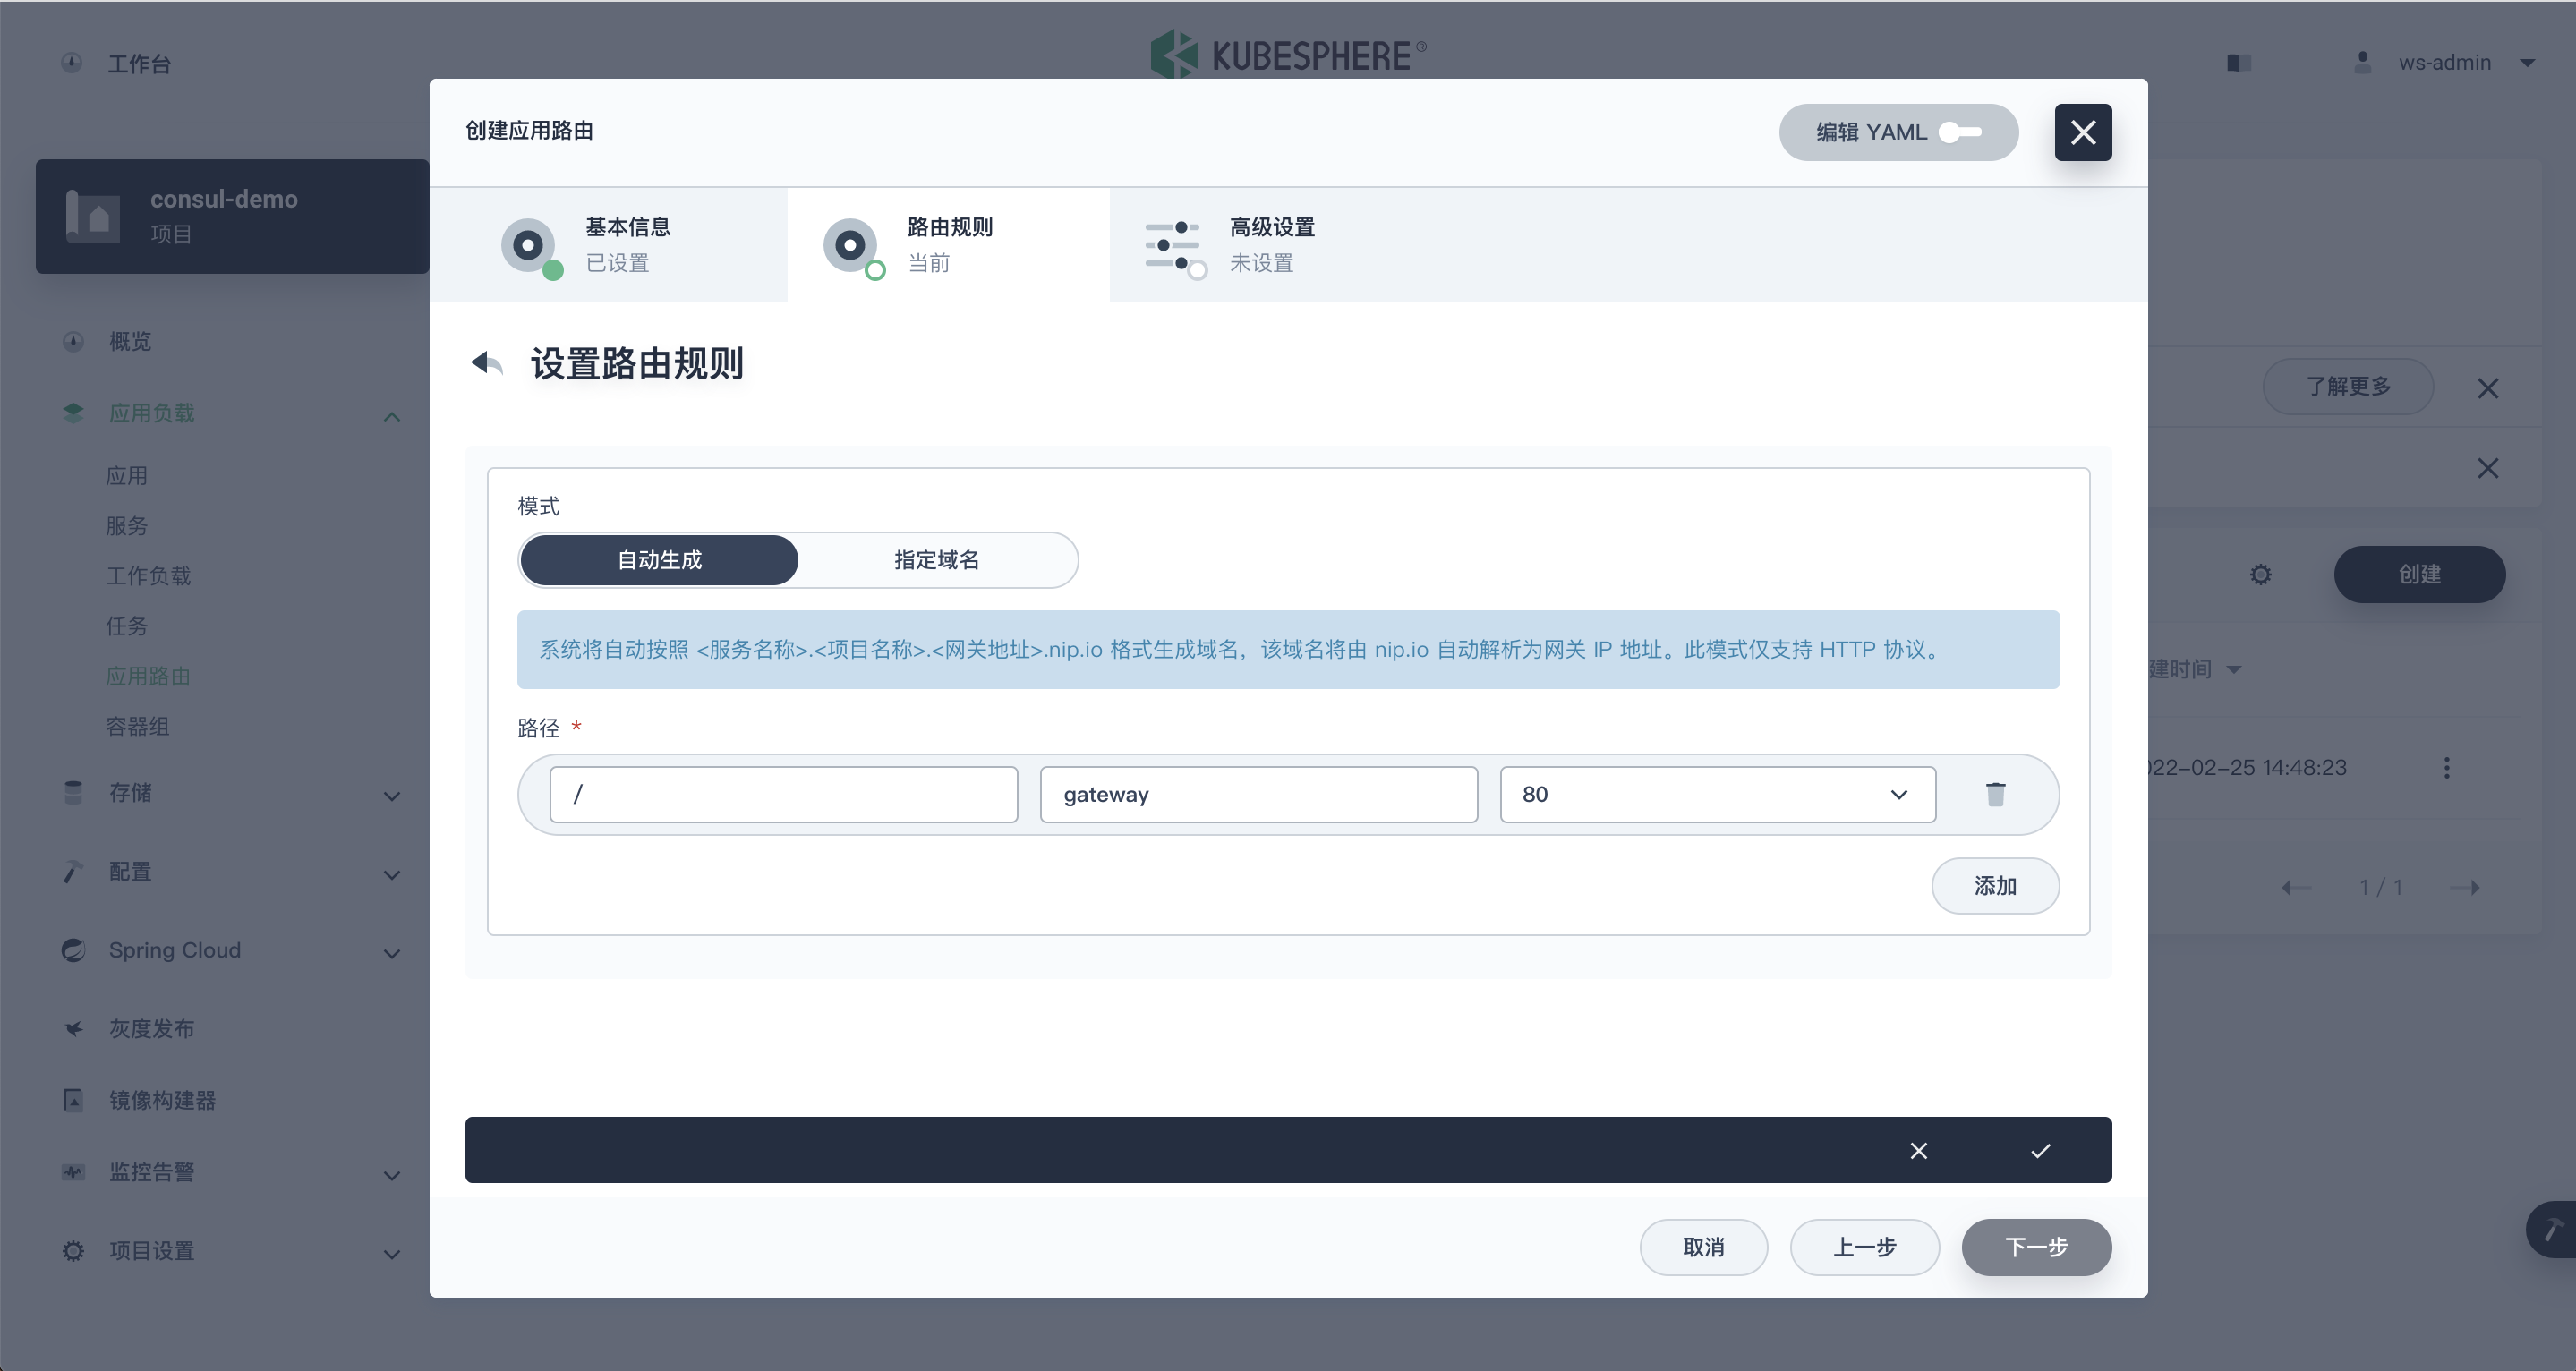 工作台
KUBESPHERE®
ws-admin
consul-demo
项目
概览
应用负载
应用
服务
工作负载
任务
应用路由
容器组
存储
配置
Spring Cloud
灰度发布
镜像构建器
监控告警
项目设置
创建应用路由
编辑 YAML
基本信息
已设置
路由规则
当前
高级设置
未设置
设置路由规则
模式
自动生成
指定域名
系统将自动按照 <服务名称>.<项目名称>.<网关地址>.nip.io 格式生成域名，该域名将由 nip.io 自动解析为网关 IP 地址。此模式仅支持 HTTP 协议。
路径 *
/
gateway
80
添加
取消
上一步
下一步
了解更多
创建
建时间
022-02-25 14:48:23
1 / 1